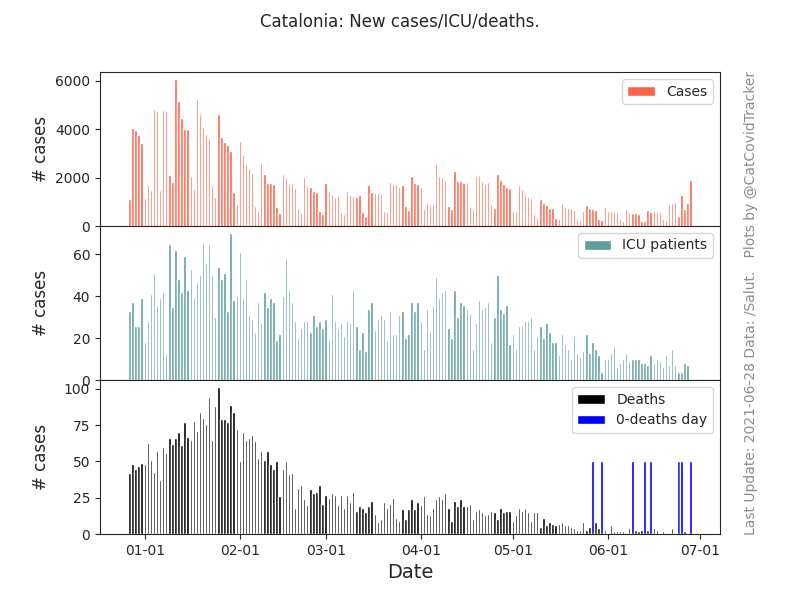 Catalonia: New cases/ICU/deaths.
6000
4000
2000
0
# cases
Cases
60
40
20
0
# cases
ICU patients
100
75
50
25
0
# cases
Deaths
0-deaths day
01-01
02-01
03-01
04-01
05-01
06-01
07-01
Date
Last Update: 2021-06-28 Data: /Salut. Plots by @CatCovidTracker